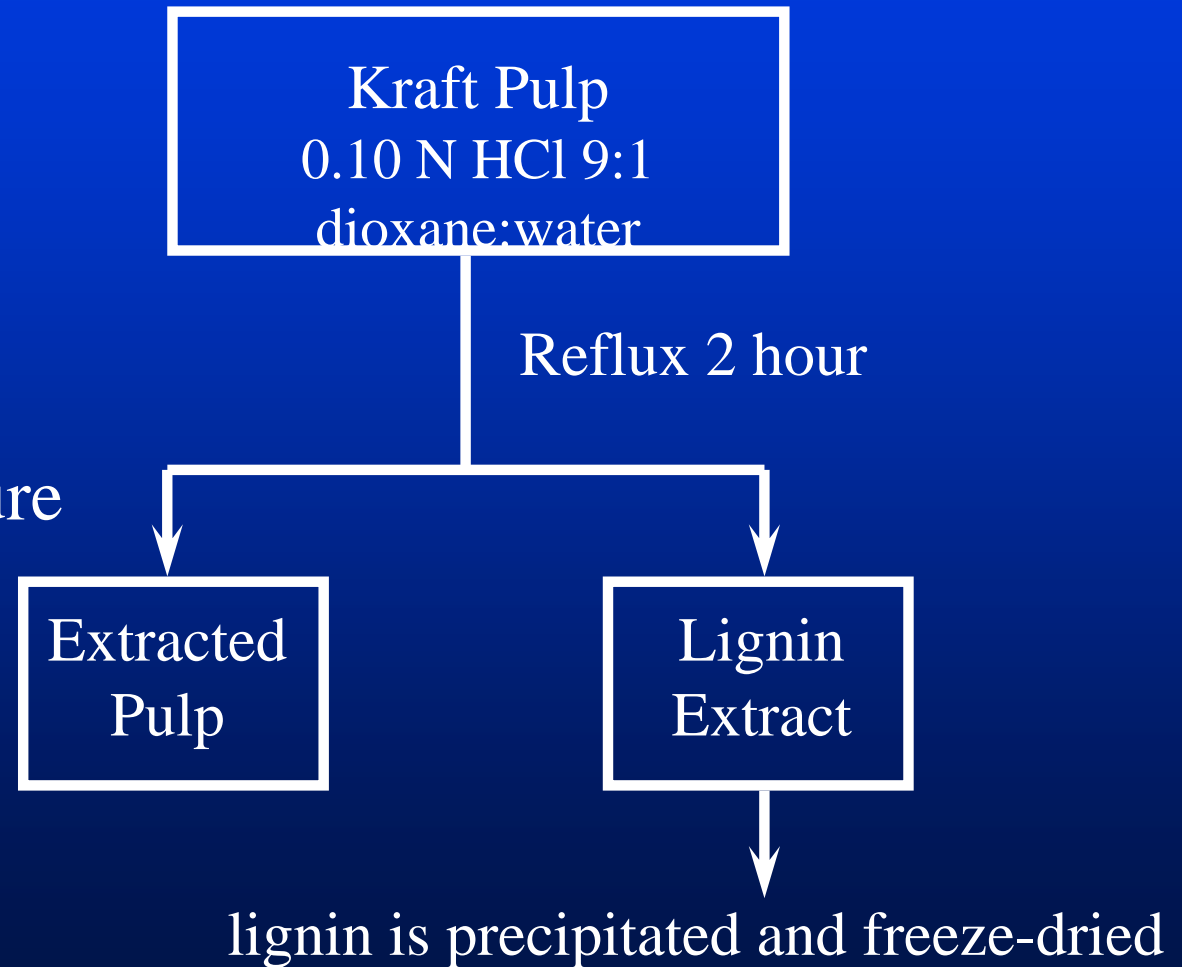 Kraft Pulp
0.10 N HCl 9:1
dioxane:water
Reflux 2 hour
Extracted
Pulp
Lignin
Extract
lignin is precipitated and freeze-dried